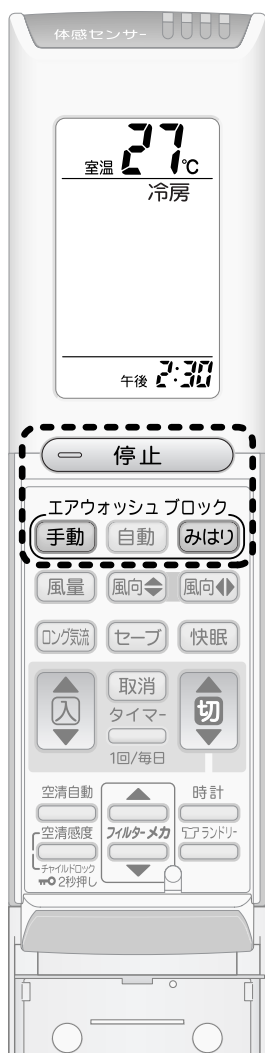 体感センサー
室温 27℃
冷房
午後 2:30
停止
エアウォッシュ ブロック
手動 自動 みはり
風量 風向 風向
ロング気流 セーブ 快眠
入 取消 切
タイマー
1回/毎日
空清自動 時計
空清感度 フィルターメカ ランドリー
チャイルドロック
2秒押し